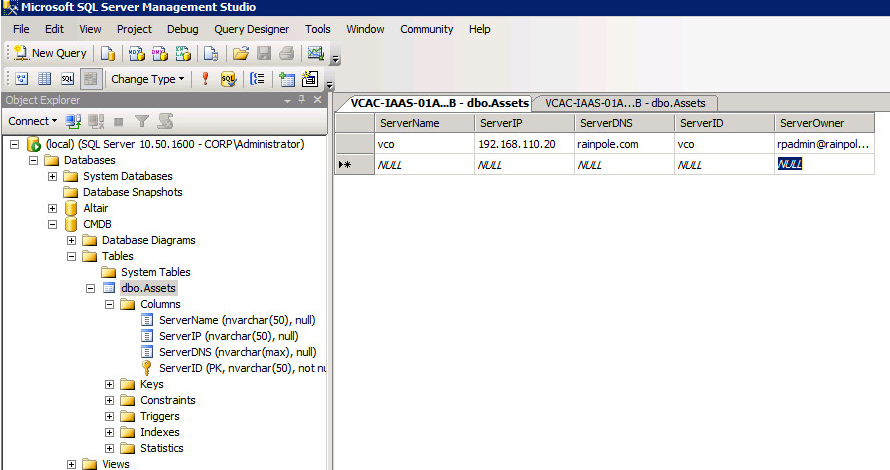 Microsoft SQL Server Management Studio
File Edit View Project Debug Query Designer Tools Window Community Help
New Query
Change Type
Object Explorer
Connect
(local) (SQL Server 10.50.1600 - CORP\Administrator)
Databases
System Databases
Database Snapshots
Altair
CMDB
Database Diagrams
Tables
System Tables
dbo.Assets
Columns
ServerName (nvarchar(50), null)
ServerIP (nvarchar(50), null)
ServerDNS (nvarchar(max), null)
ServerID (PK, nvarchar(50), not nu
Keys
Constraints
Triggers
Indexes
Statistics
Views
VCAC-IAAS-01A...B - dbo.Assets VCAC-IAAS-01A...B - dbo.Assets
ServerName ServerIP ServerDNS ServerID ServerOwner
vco 192.168.110.20 rainpole.com vco rpadmin@rainpol...
NULL NULL NULL NULL NULL